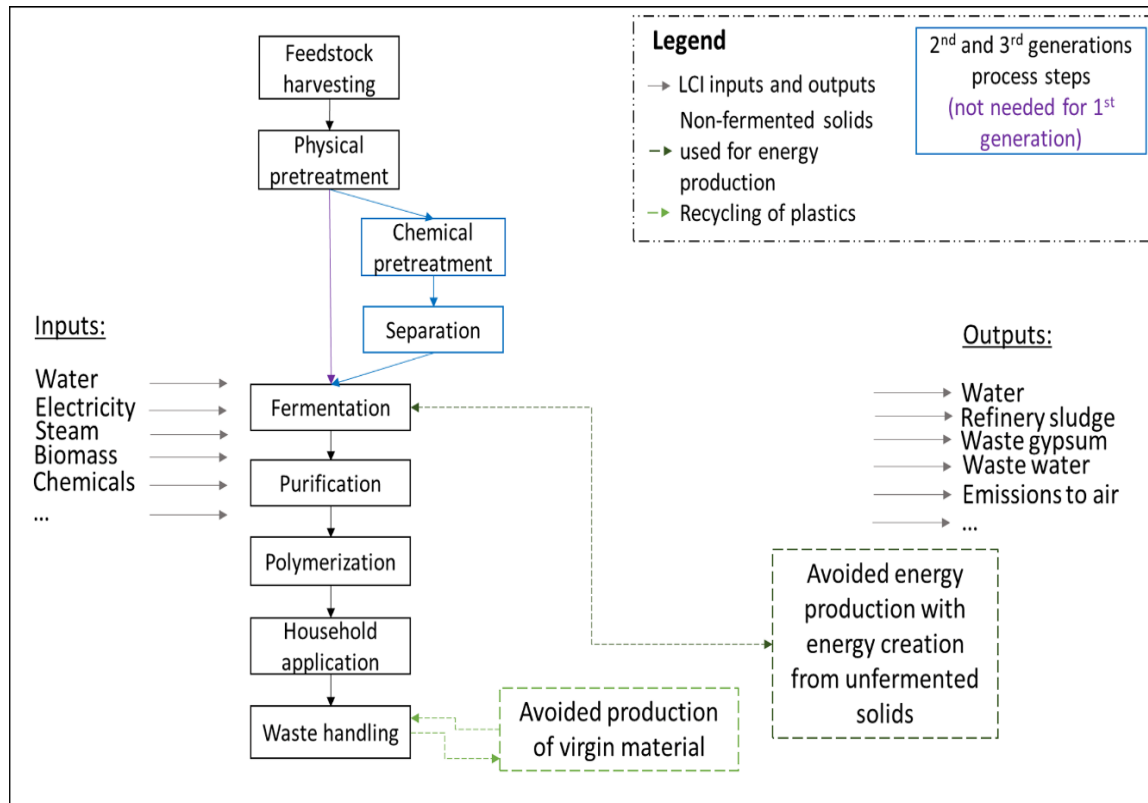 Feedstock
harvesting
Physical
pretreatment
Chemical
pretreatment
Separation
Fermentation
Purification
Polymerization
Household
application
Waste handling
Inputs:
Water
Electricity
Steam
Biomass
Chemicals
...
Legend
LCI inputs and outputs
Non-fermented solids
used for energy
production
Recycling of plastics
2nd and 3rd generations
process steps
(not needed for 1st
generation)
Outputs:
Water
Refinery sludge
Waste gypsum
Waste water
Emissions to air
...
Avoided energy
production with
energy creation
from unfermented
solids
Avoided production
of virgin material